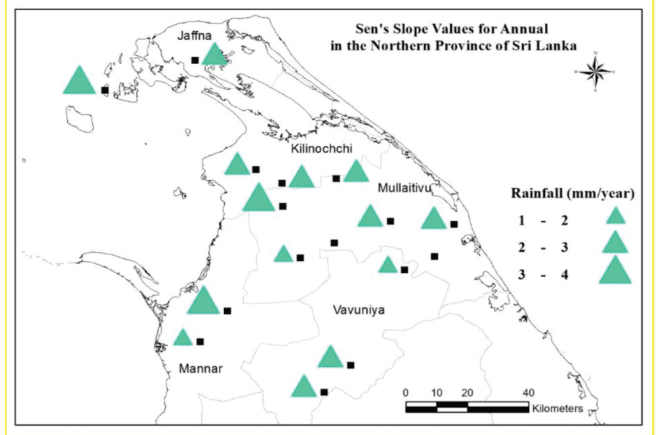 Sen's Slope Values for Annual
in the Northern Province of Sri Lanka
Jaffna
Kilinochchi
Mullaitivu
Rainfall (mm/year)
1 - 2
2 - 3
3 - 4
Vavuniya
Mannar
0 10 20 40
Kilometers